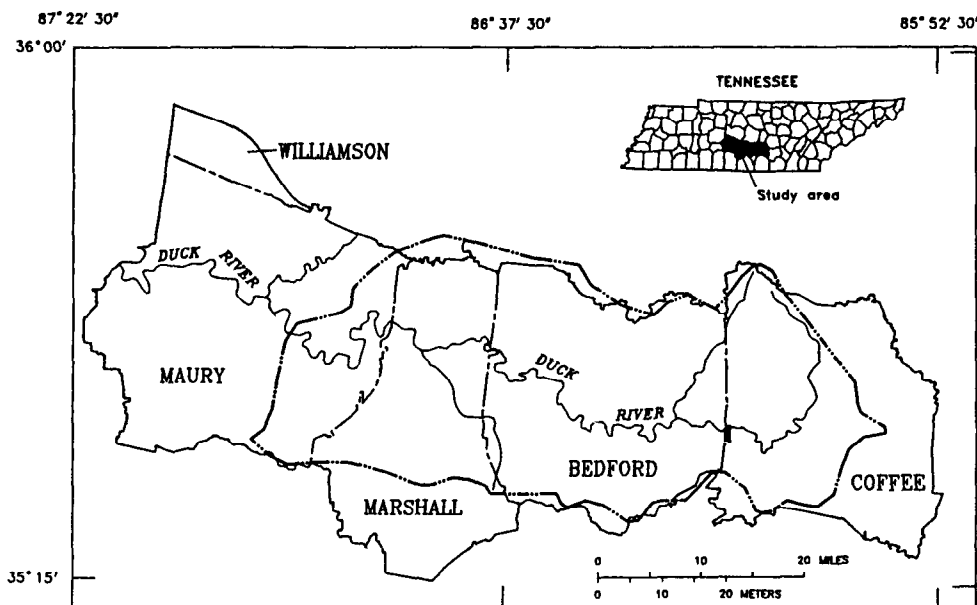 87° 22' 30"
86° 37' 30"
85° 52' 30"
36° 00'
TENNESSEE
WILLIAMSON
Study area
DUCK RIVER
MAURY
DUCK RIVER
BEDFORD
COFFEE
MARSHALL
0 10 20 MILES
35° 15'
0 10 20 METERS